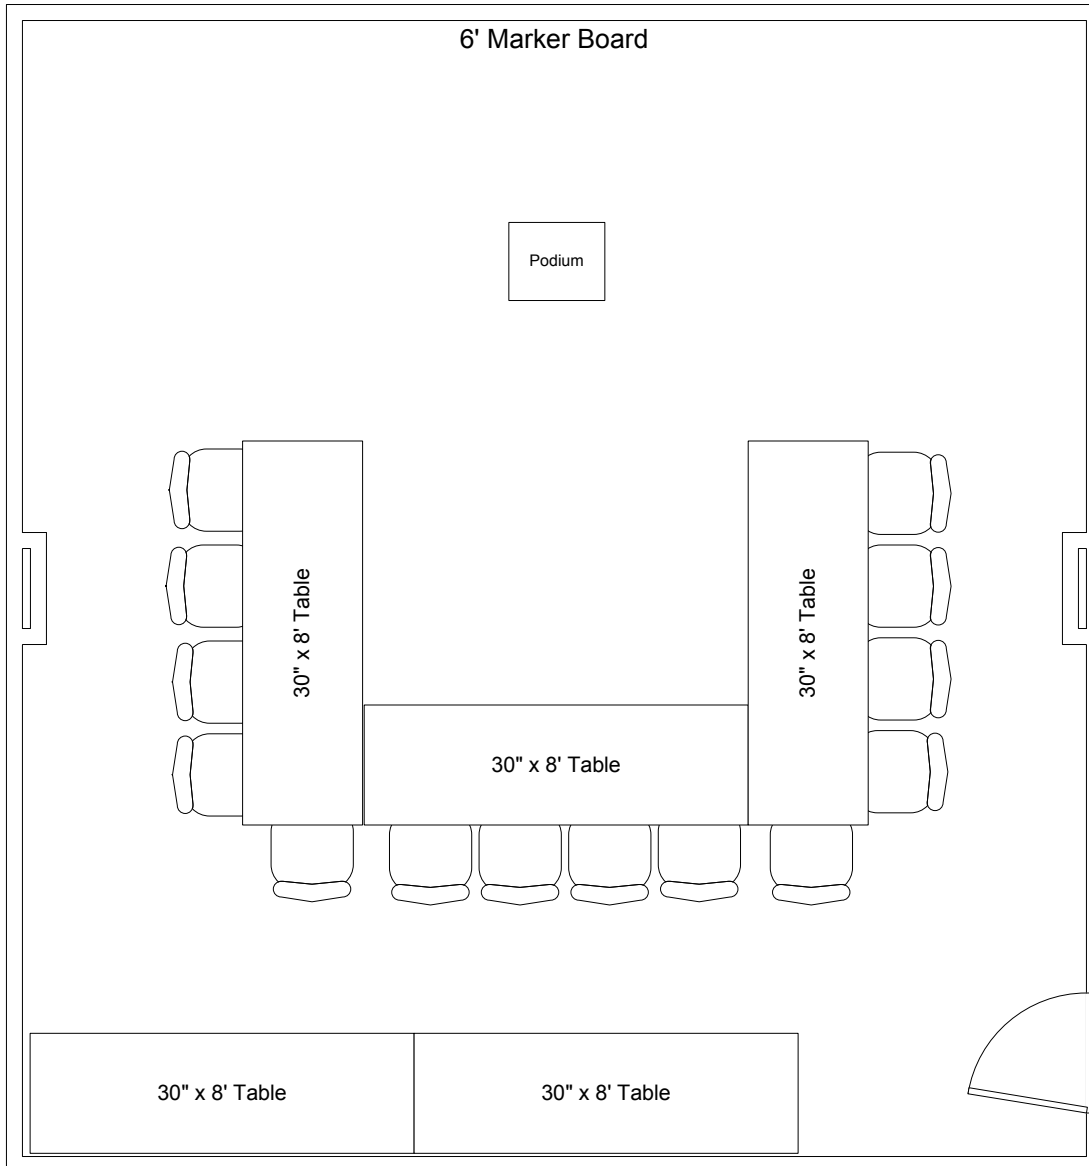 6' Marker Board
Podium
30" x 8' Table
30" x 8' Table
30" x 8' Table
30" x 8' Table
30" x 8' Table